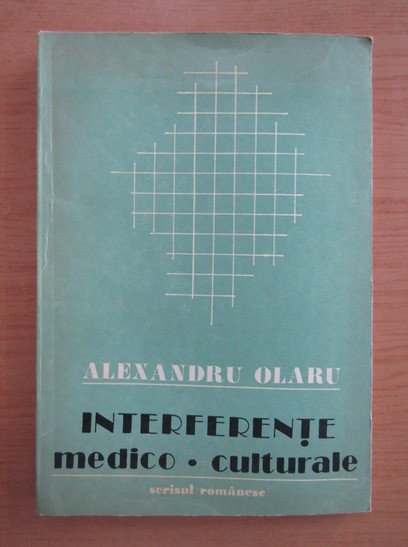 ALEXANDRU OLARU
INTERFERENȚE
medico • culturale
scrisul românesc